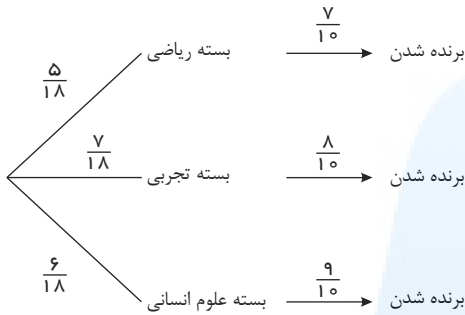 ۵/۱۸ بسته ریاضی ۷/۱۰ برنده شدن
۷/۱۸ بسته تجربی ۸/۱۰ برنده شدن
۶/۱۸ بسته علوم انسانی ۹/۱۰ برنده شدن